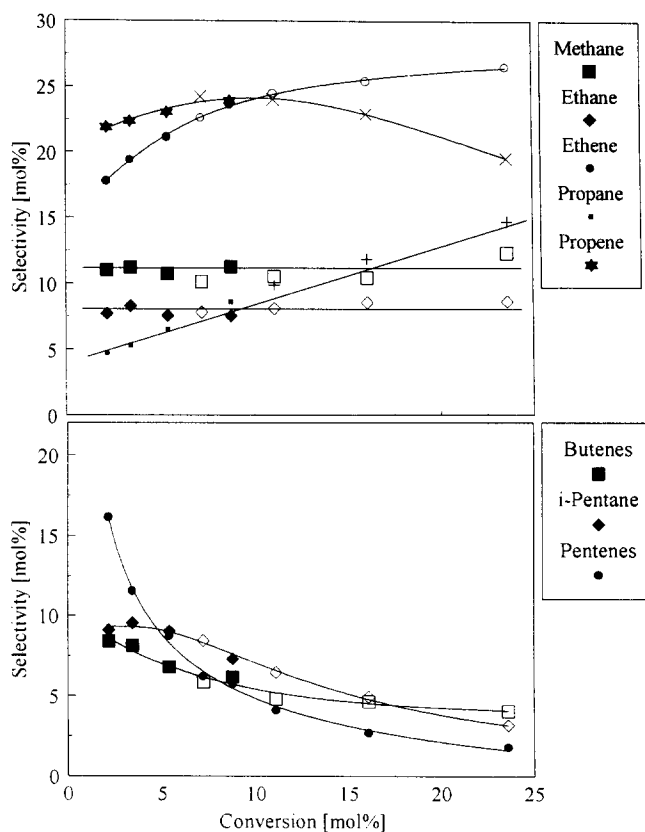 30
25
20
15
10
5
0
Selectivity [mol%]
Methane
Ethane
Ethene
Propane
Propene
20
15
10
5
0
Selectivity [mol%]
0 5 10 15 20 25
Conversion [mol%]
Butenes
i-Pentane
Pentenes